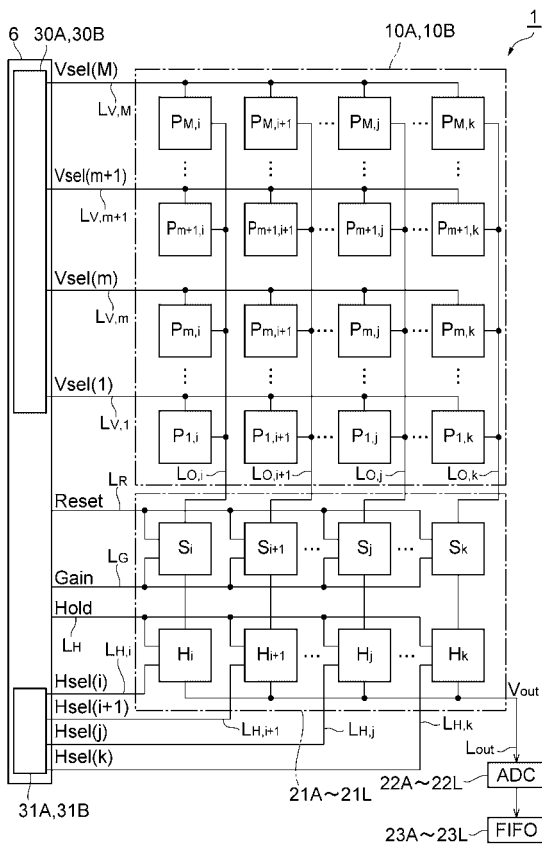 1
6
30A,30B
10A,10B
Vsel(M)
LV,M
PM,i PM,i+1 ··· PM,j ··· PM,k
Vsel(m+1)
LV,m+1
Pm+1,i Pm+1,i+1 ··· Pm+1,j ··· Pm+1,k
Vsel(m)
LV,m
Pm,i Pm,i+1 ··· Pm,j ··· Pm,k
Vsel(1)
LV,1
P1,i P1,i+1 ··· P1,j ··· P1,k
LO,i LO,i+1 LO,j LO,k
LR
Reset
Si Si+1 ··· Sj ··· Sk
LG
Gain
Hold
LH
LH,i
Hi Hi+1 ··· Hj ··· Hk
Hsel(i)
Hsel(i+1)
Hsel(j)
Hsel(k)
LH,i+1 LH,j LH,k
Vout
Lout
31A,31B
21A~21L
22A~22L
ADC
23A~23L
FIFO